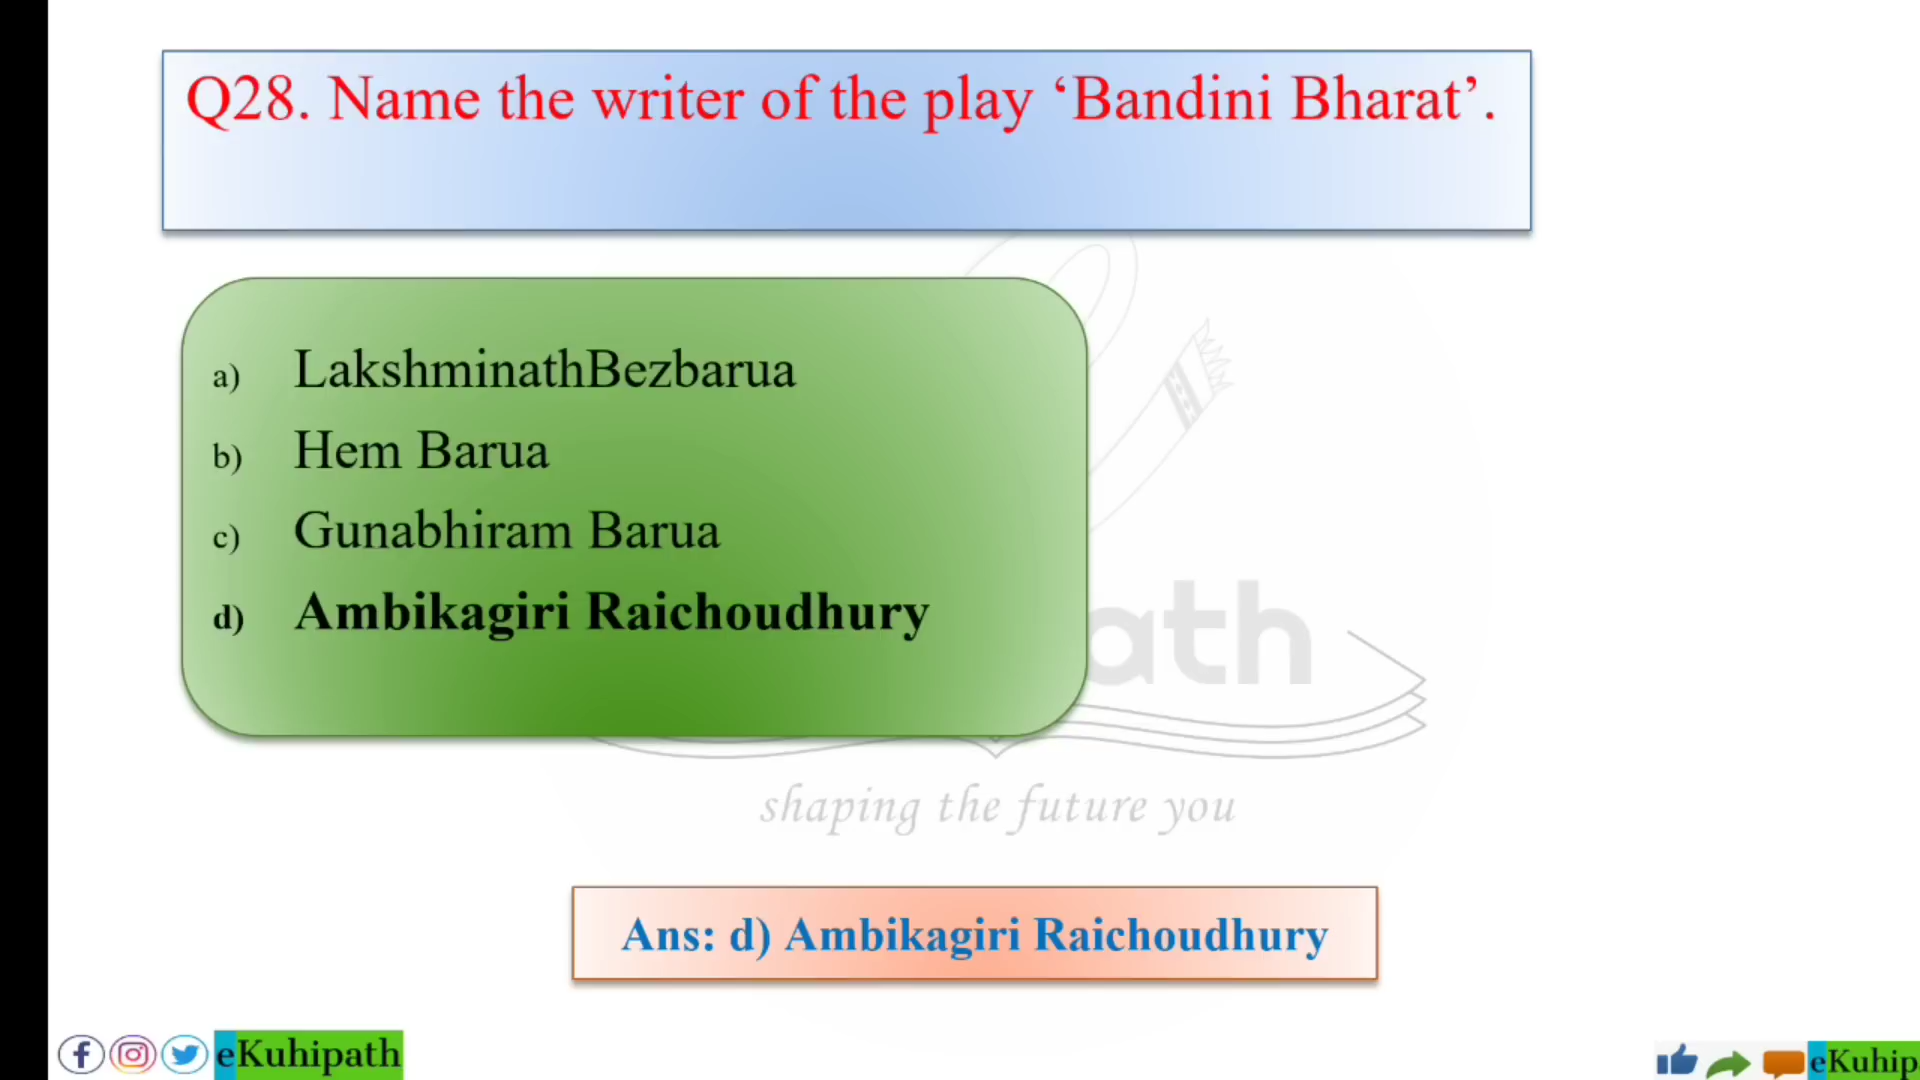 Q28. Name the writer of the play ‘Bandini Bharat’.
a) LakshminathBezbarua
b) Hem Barua
c) Gunabhiram Barua
d) Ambikagiri Raichoudhury
ath
shaping the future you
Ans: d) Ambikagiri Raichoudhury
eKuhipath
eKuhip